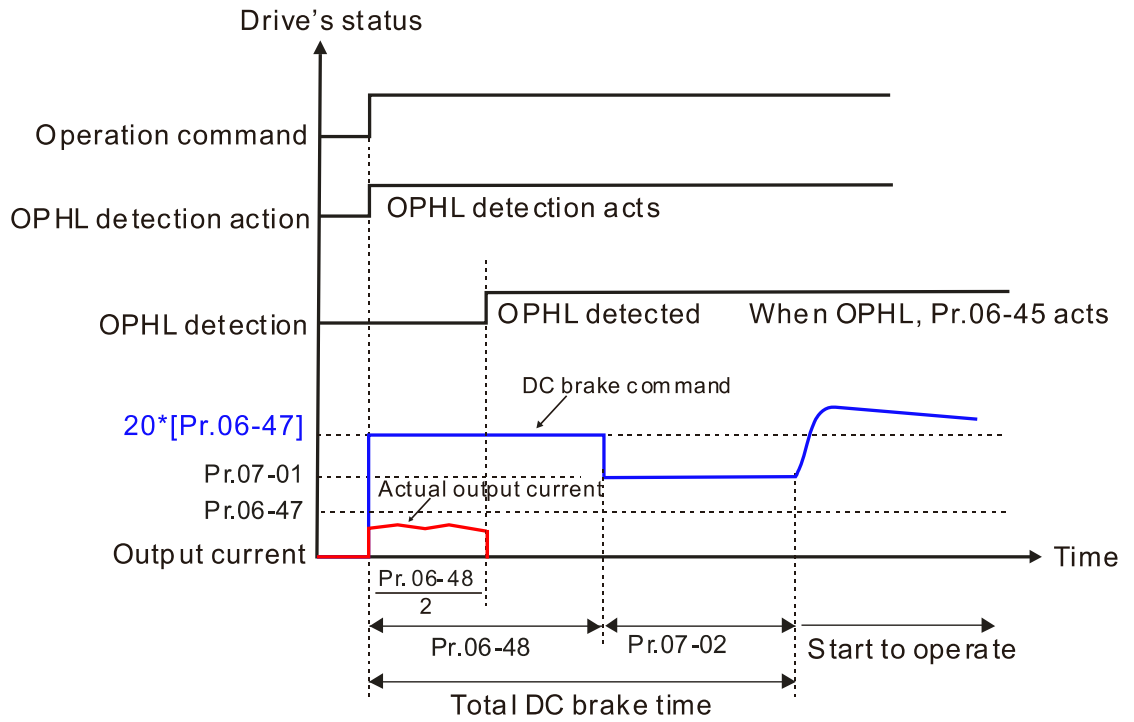 Drive's status
Operation command
OPHL detection action
OPHL detection acts
OPHL detection
OPHL detected
When OPHL, Pr.06-45 acts
DC brake command
20*[Pr.06-47]
Pr.07-01
Actual output current
Pr.06-47
Output current
Time
Pr.06-48
2
Pr.06-48
Pr.07-02
Start to operate
Total DC brake time